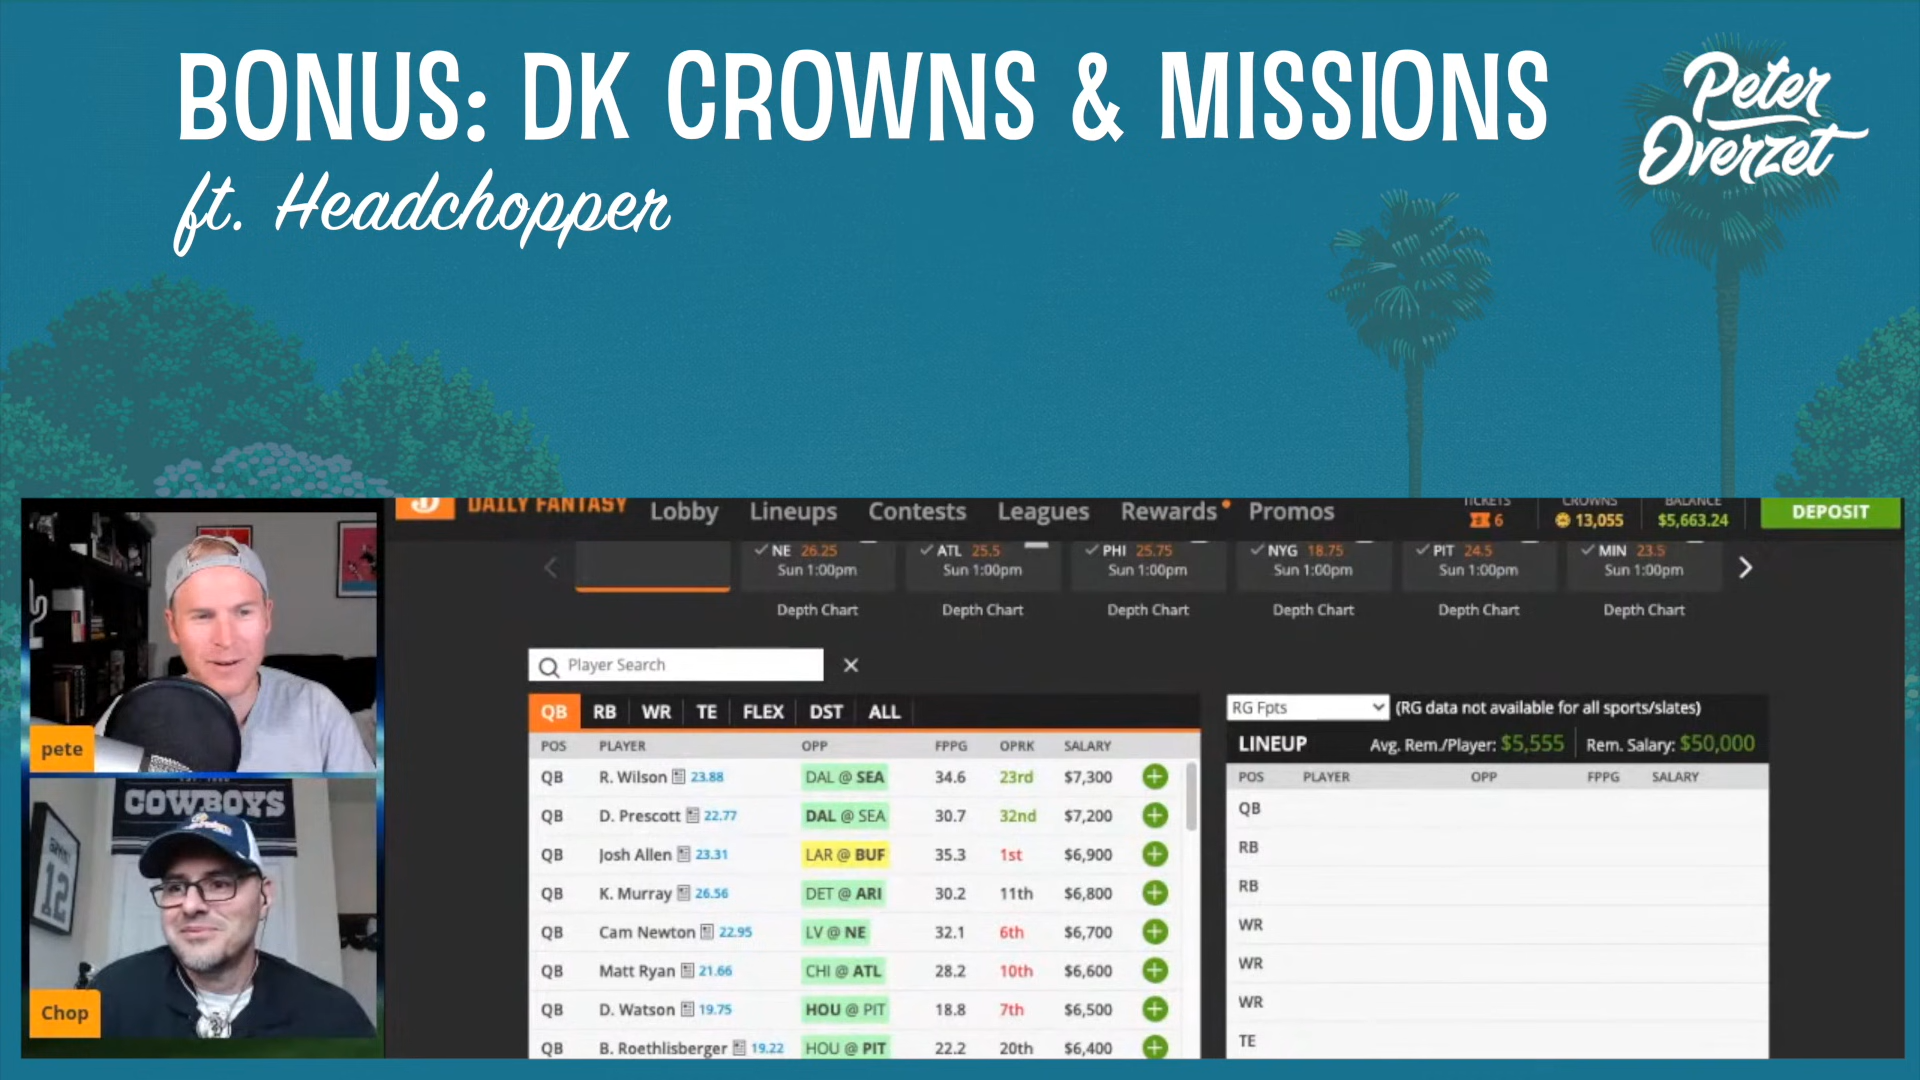 BONUS: DK CROWNS & MISSIONS
ft. Headchopper
Peter
Overzet
DAILY FANTASY Lobby Lineups Contests Leagues Rewards Promos
TICKETS
6
CROWNS
13,055
BALANCE
$5,663.24
DEPOSIT
NE 26.25
Sun 1:00pm
Depth Chart
ATL 25.5
Sun 1:00pm
Depth Chart
PHI 25.75
Sun 1:00pm
Depth Chart
NYG 18.75
Sun 1:00pm
Depth Chart
PIT 24.5
Sun 1:00pm
Depth Chart
MIN 23.5
Sun 1:00pm
Depth Chart
Player Search
QB RB WR TE FLEX DST ALL
POS PLAYER OPP FPPG OPRK SALARY
QB R. Wilson 23.88 DAL @ SEA 34.6 23rd $7,300
QB D. Prescott 22.77 DAL @ SEA 30.7 32nd $7,200
QB Josh Allen 23.31 LAR @ BUF 35.3 1st $6,900
QB K. Murray 26.56 DET @ ARI 30.2 11th $6,800
QB Cam Newton 22.95 LV @ NE 32.1 6th $6,700
QB Matt Ryan 21.66 CHI @ ATL 28.2 10th $6,600
QB D. Watson 19.75 HOU @ PIT 18.8 7th $6,500
QB B. Roethlisberger 19.22 HOU @ PIT 22.2 20th $6,400
RG Fpts (RG data not available for all sports/slates)
LINEUP Avg. Rem./Player: $5,555 Rem. Salary: $50,000
POS PLAYER OPP FPPG SALARY
QB
RB
RB
WR
WR
WR
TE
pete
COWBOYS
12
Chop